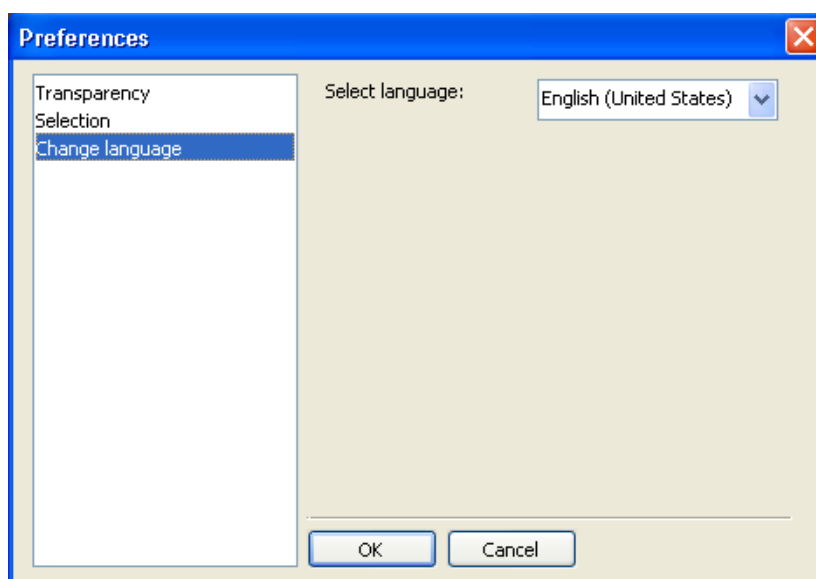 Preferences
Transparency
Selection
Change language
Select language:
English (United States)
OK
Cancel